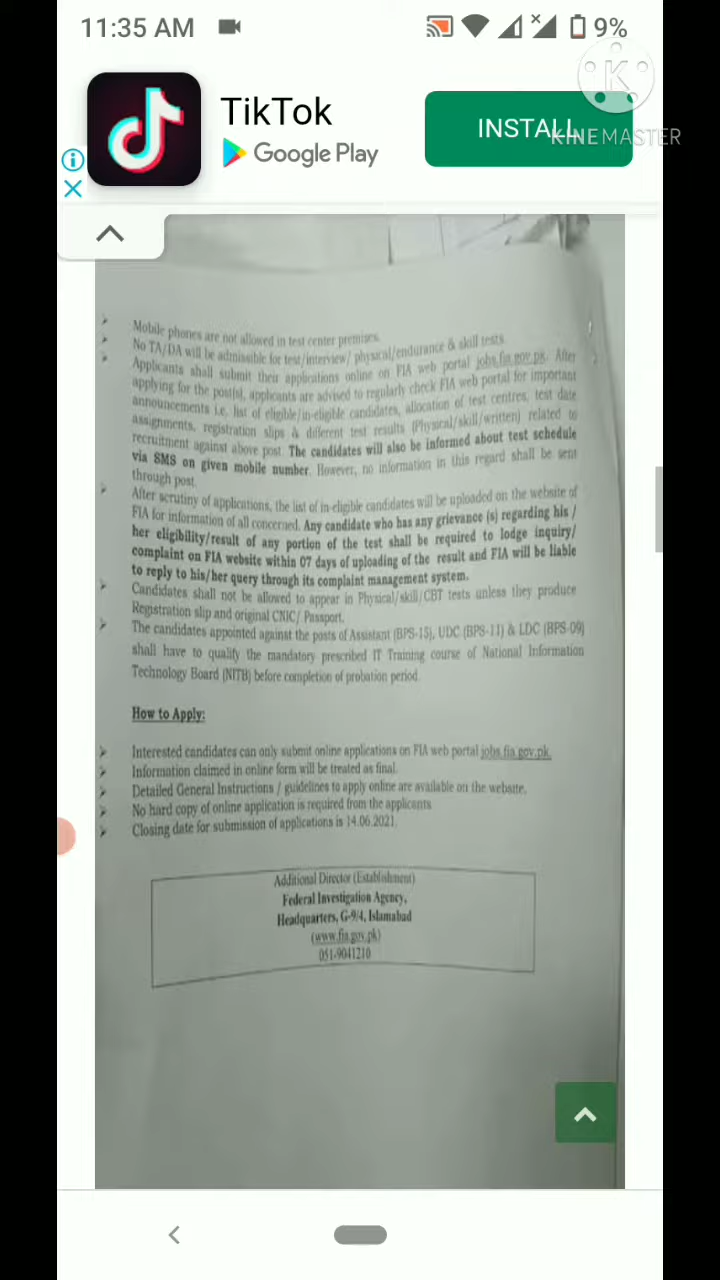 11:35 AM
9%
TikTok
Google Play
INSTALL
K
KINEMASTER
Mobile phones are not allowed in test center premises.
No TA/DA will be admissible for test/interview/ physical/endurance & skill tests.
Applicants shall submit their applications online on FIA web portal jobs.fia.gov.pk. After
applying for the post(s), applicants are advised to regularly check FIA web portal for important
announcements i.e, list of eligible/in-eligible candidates, allocation of test centres, test date
assignments, registration slips & different test results (Physical/skill/written) related to
recruitment against above post. The candidates will also be informed about test schedule
via SMS on given mobile number. However, no information in this regard shall be sent
through post.
After scrutiny of applications, the list of in-eligible candidates will be uploaded on the website of
FIA for information of all concerned. Any candidate who has any grievance (s) regarding his /
her eligibility/result of any portion of the test shall be required to lodge inquiry/
complaint on FIA website within 07 days of uploading of the result and FIA will be liable
to reply to his/her query through its complaint management system.
Candidates shall not be allowed to appear in Physical/skill/CBT tests unless they produce
Registration slip and original CNIC/ Passport.
The candidates appointed against the posts of Assistant (BPS-15), UDC (BPS-11) & LDC (BPS-09)
shall have to qualify the mandatory prescribed IT Training course of National Information
Technology Board (NITB) before completion of probation period.
How to Apply:
Interested candidates can only submit online applications on FIA web portal jobs.fia.gov.pk.
Information claimed in online form will be treated as final.
Detailed General Instructions / guidelines to apply online are available on the website.
No hard copy of online application is required from the applicants
Closing date for submission of applications is 14.06.2021.
Additional Director (Establishment)
Federal Investigation Agency,
Headquarters, G-9/4, Islamabad
(www.fia.gov.pk)
051-9041210